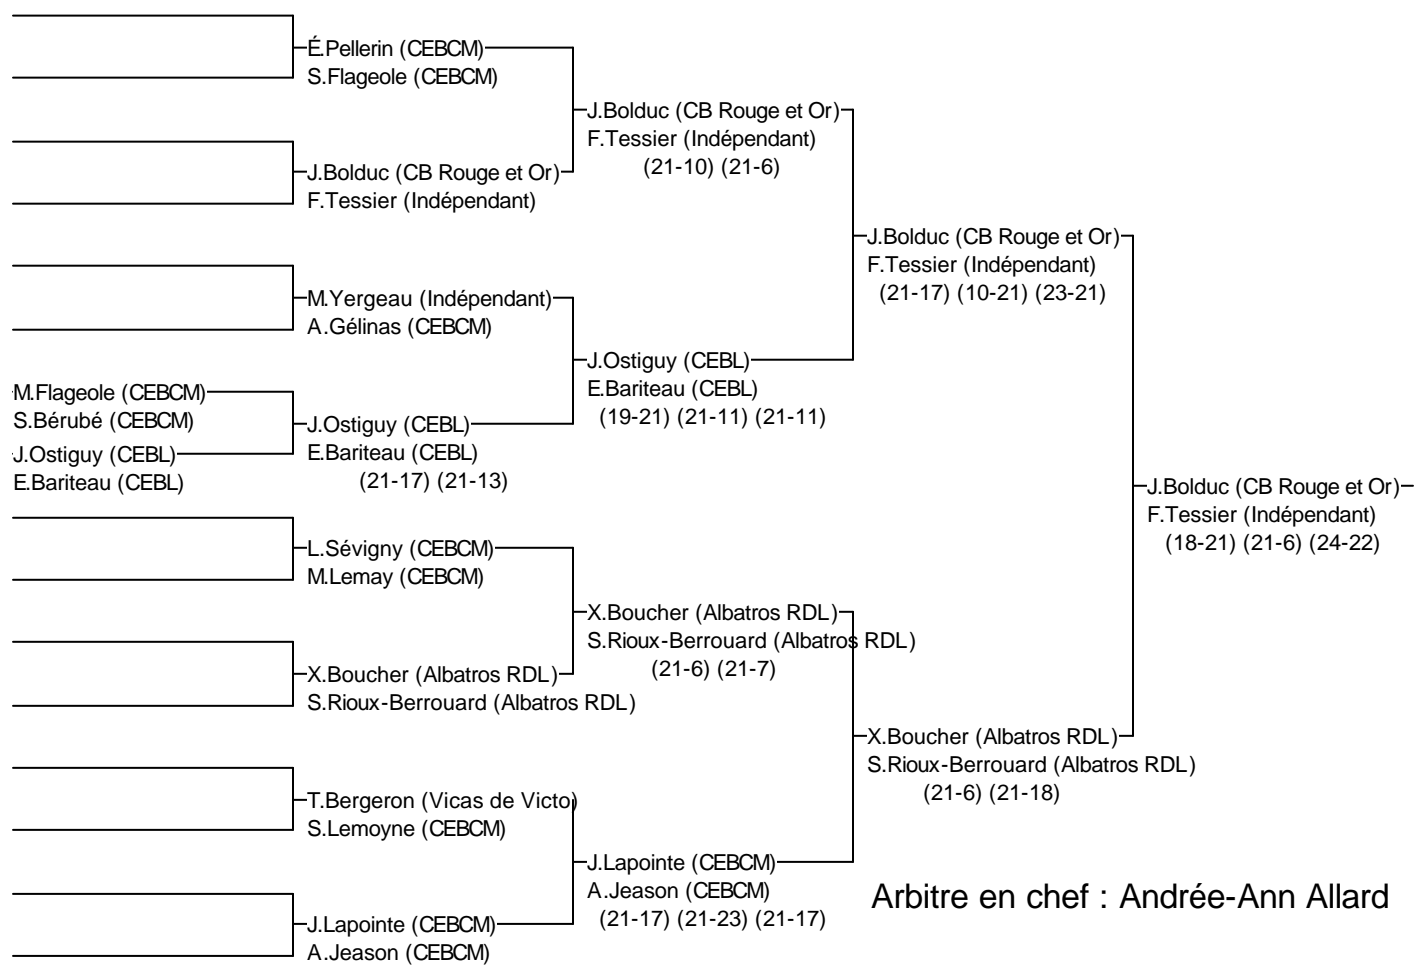 É.Pellerin (CEBCM)
S.Flageole (CEBCM)
J.Bolduc (CB Rouge et Or)
F.Tessier (Indépendant)
(21-10) (21-6)
J.Bolduc (CB Rouge et Or)
F.Tessier (Indépendant)
J.Bolduc (CB Rouge et Or)
F.Tessier (Indépendant)
(21-17) (10-21) (23-21)
M.Yergeau (Indépendant)
A.Gélinas (CEBCM)
J.Ostiguy (CEBL)
E.Bariteau (CEBL)
(19-21) (21-11) (21-11)
M.Flageole (CEBCM)
S.Bérubé (CEBCM)
J.Ostiguy (CEBL)
E.Bariteau (CEBL)
J.Ostiguy (CEBL)
E.Bariteau (CEBL)
(21-17) (21-13)
J.Bolduc (CB Rouge et Or)
F.Tessier (Indépendant)
(18-21) (21-6) (24-22)
L.Sévigny (CEBCM)
M.Lemay (CEBCM)
X.Boucher (Albatros RDL)
S.Rioux-Berrouard (Albatros RDL)
(21-6) (21-7)
X.Boucher (Albatros RDL)
S.Rioux-Berrouard (Albatros RDL)
X.Boucher (Albatros RDL)
S.Rioux-Berrouard (Albatros RDL)
(21-6) (21-18)
T.Bergeron (Vicas de Victo)
S.Lemoyne (CEBCM)
J.Lapointe (CEBCM)
A.Jeason (CEBCM)
(21-17) (21-23) (21-17)
Arbitre en chef : Andrée-Ann Allard
J.Lapointe (CEBCM)
A.Jeason (CEBCM)